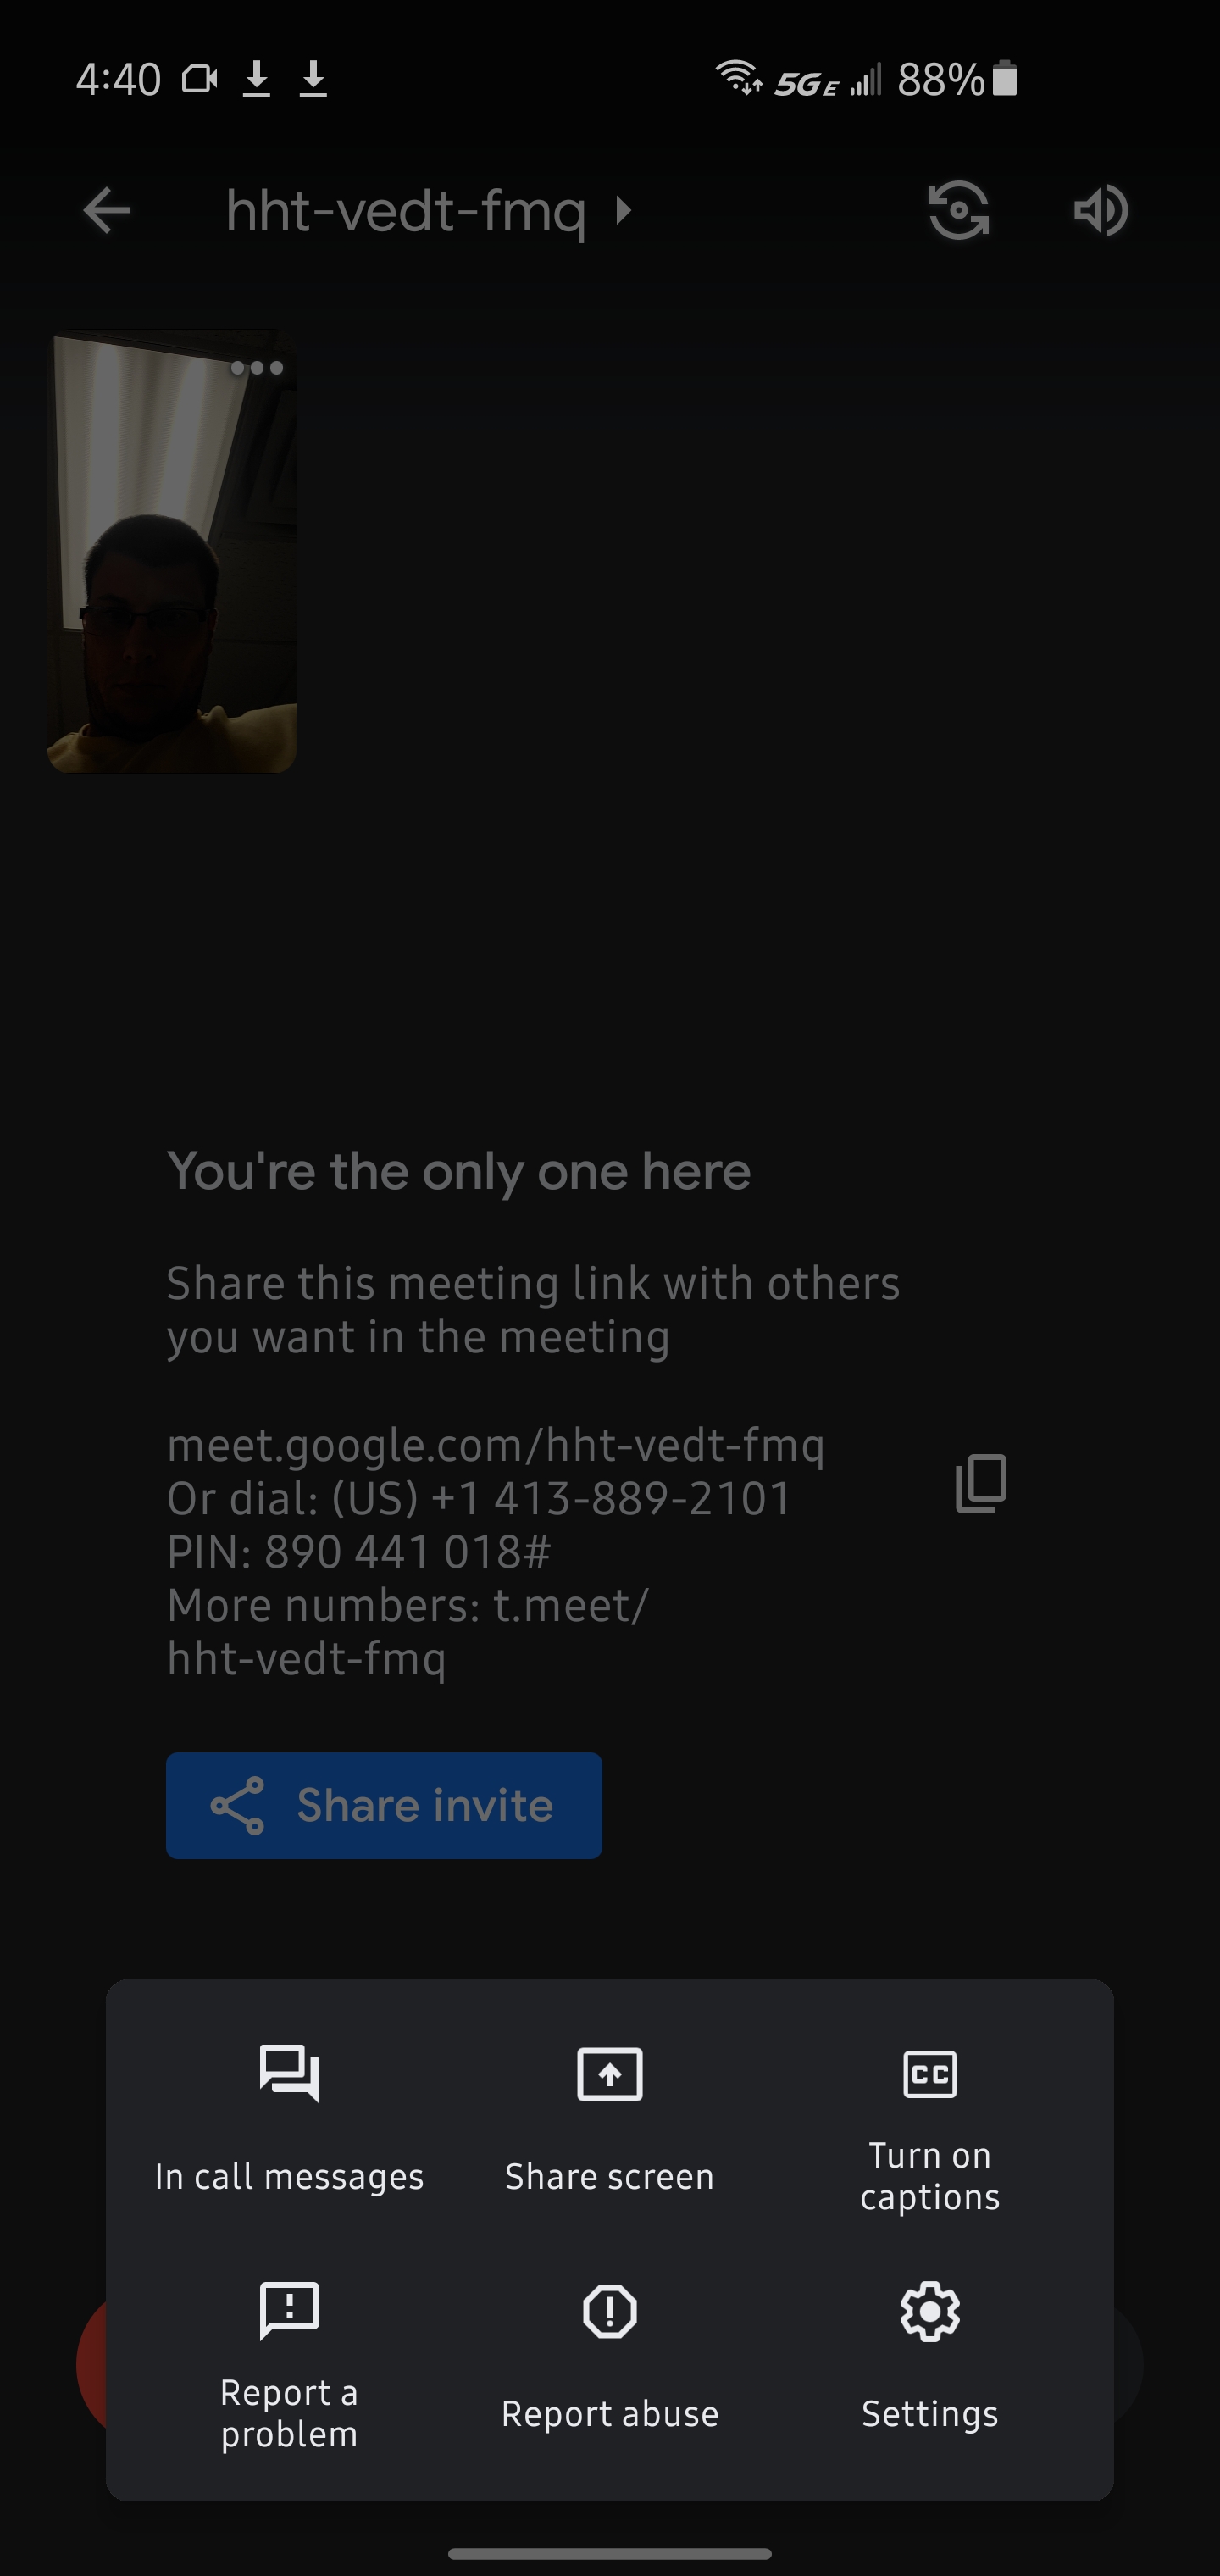 4:40 5G E 88%
hht-vedt-fmq
You're the only one here
Share this meeting link with others
you want in the meeting
meet.google.com/hht-vedt-fmq
Or dial: (US) +1 413-889-2101
PIN: 890 441 018#
More numbers: t.meet/
hht-vedt-fmq
Share invite
In call messages
Share screen
CC
Turn on
captions
Report a
problem
Report abuse
Settings